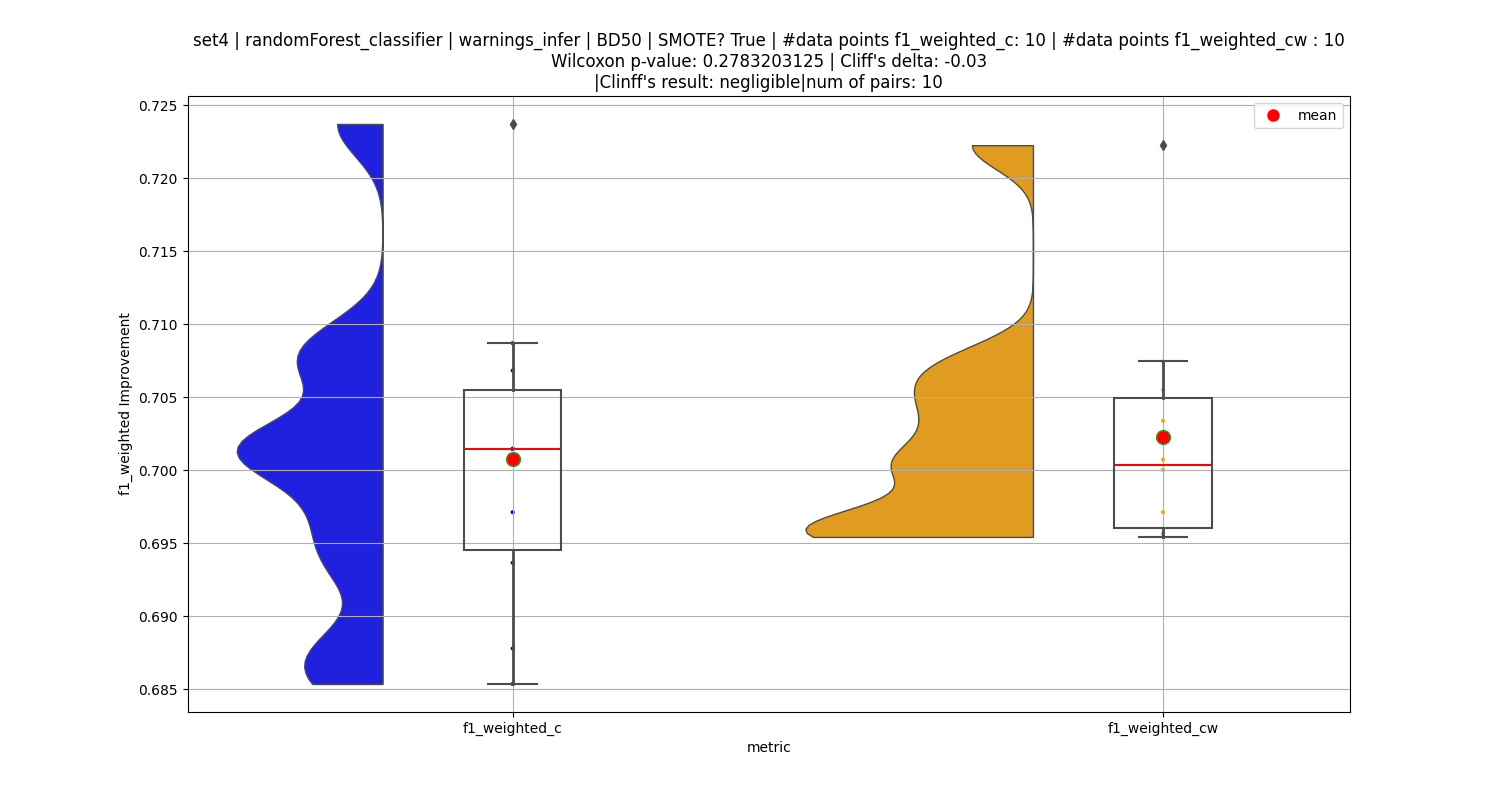 set4 | randomForest_classifier | warnings_infer | BD50 | SMOTE? True | #data points f1_weighted_c: 10 | #data points f1_weighted_cw : 10
Wilcoxon p-value: 0.2783203125 | Cliff's delta: -0.03
|Clinff's result: negligible|num of pairs: 10
mean
f1_weighted Improvement
0.725
0.720
0.715
0.710
0.705
0.700
0.695
0.690
0.685
f1_weighted_c
f1_weighted_cw
metric